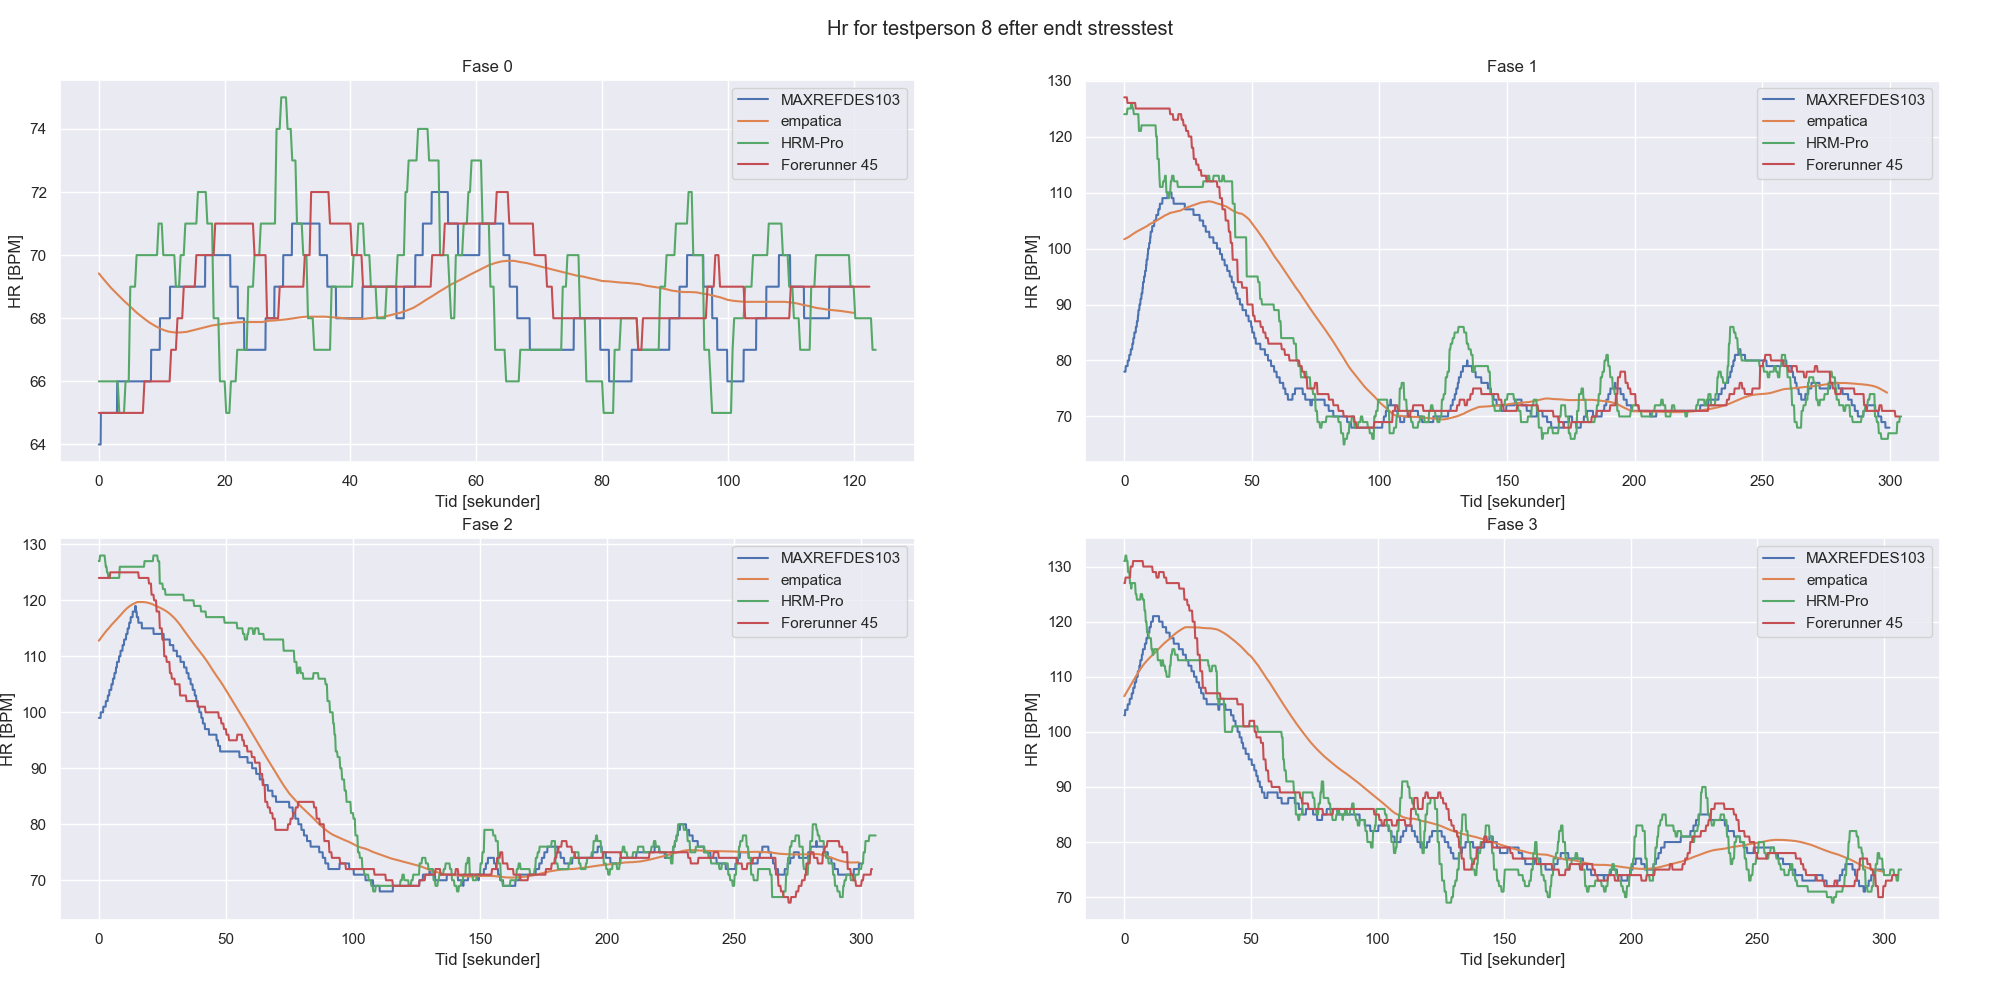 Hr for testperson 8 efter endt stresstest
Fase 0
HR [BPM]
74
72
70
68
66
64
0 20 40 60 80 100 120
Tid [sekunder]
MAXREFDES103
empatica
HRM-Pro
Forerunner 45
Fase 1
HR [BPM]
130
120
110
100
90
80
70
0 50 100 150 200 250 300
Tid [sekunder]
MAXREFDES103
empatica
HRM-Pro
Forerunner 45
Fase 2
HR [BPM]
130
120
110
100
90
80
70
0 50 100 150 200 250 300
Tid [sekunder]
MAXREFDES103
empatica
HRM-Pro
Forerunner 45
Fase 3
HR [BPM]
130
120
110
100
90
80
70
0 50 100 150 200 250 300
Tid [sekunder]
MAXREFDES103
empatica
HRM-Pro
Forerunner 45